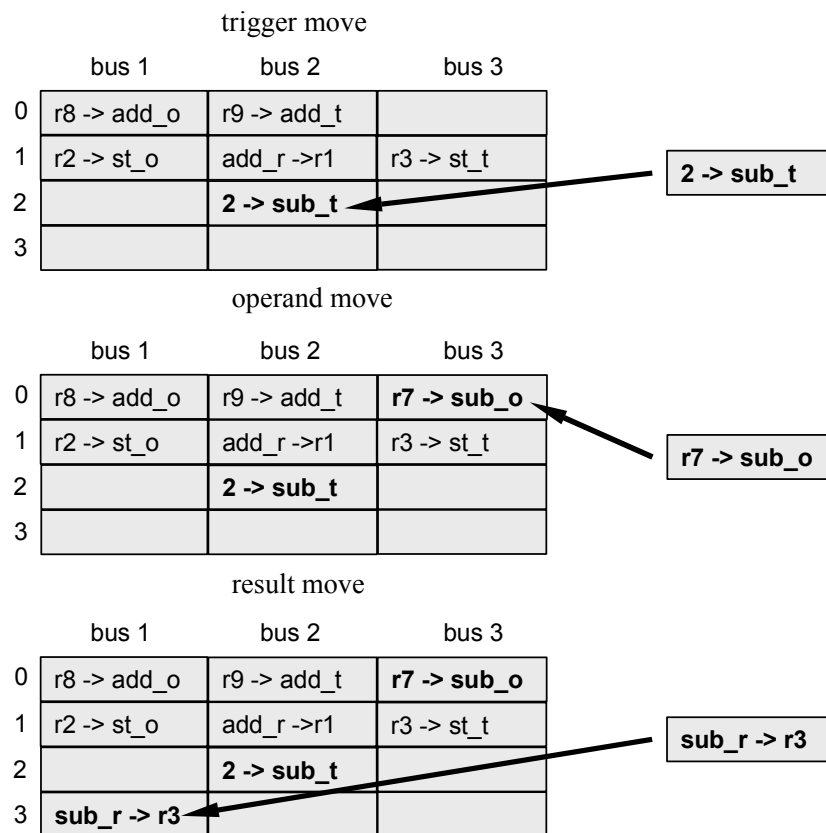 trigger move
bus 1 bus 2 bus 3
0 r8 -> add_o r9 -> add_t
1 r2 -> st_o add_r ->r1 r3 -> st_t
2 -> sub_t
2 2 -> sub_t
3
operand move
bus 1 bus 2 bus 3
0 r8 -> add_o r9 -> add_t r7 -> sub_o
1 r2 -> st_o add_r ->r1 r3 -> st_t
r7 -> sub_o
2 2 -> sub_t
3
result move
bus 1 bus 2 bus 3
0 r8 -> add_o r9 -> add_t r7 -> sub_o
1 r2 -> st_o add_r ->r1 r3 -> st_t
sub_r -> r3
2 2 -> sub_t
3 sub_r -> r3